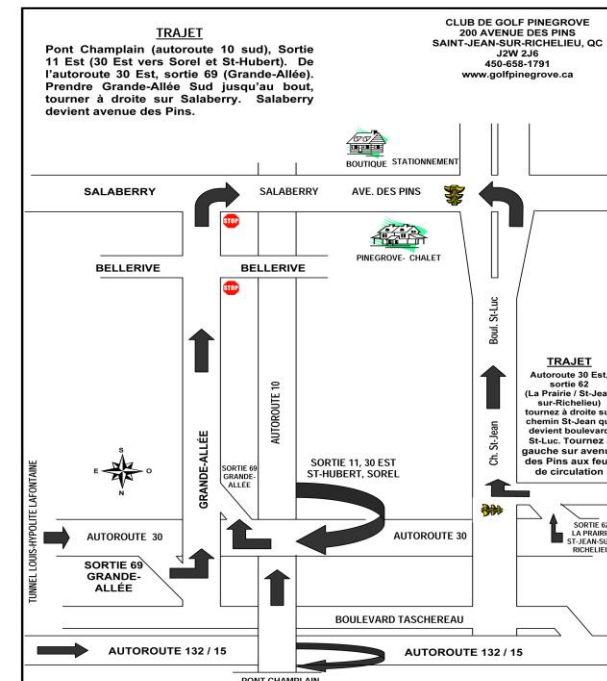 TRAJET
Pont Champlain (autoroute 10 sud), Sortie
11 Est (30 Est vers Sorel et St-Hubert). De
l'autoroute 30 Est, sortie 69 (Grande-Allée).
Prendre Grande-Allée Sud jusqu'au bout,
tourner à droite sur Salaberry. Salaberry
devient avenue des Pins.
CLUB DE GOLF PINEGROVE
200 AVENUE DES PINS
SAINT-JEAN-SUR-RICHELIEU, QC
J2W 2J6
450-658-1791
www.golfpinegrove.ca
BOUTIQUE STATIONNEMENT
SALABERRY
SALABERRY
AVE. DES PINS
STOP
PINEGROVE- CHALET
BELLERIVE
BELLERIVE
STOP
Boul. St-Luc
Ch. St-Jean
GRANDE-ALLÉE
AUTOROUTE 10
TRAJET
Autoroute 30 Est,
sortie 62
(La Prairie / St-Jean
sur-Richelieu)
tournez à droite su
chemin St-Jean qu
devient boulevard
St-Luc. Tournez
gauche sur avenu
des Pins aux feu
de circulation
S
E
O
N
SORTIE 69
GRANDE-
ALLÉE
SORTIE 11, 30 EST
ST-HUBERT, SOREL
TUNNEL LOUIS-HYPOLITE LAFONTAINE
AUTOROUTE 30
AUTOROUTE 30
SORTIE 62
LA PRAIRIE
ST-JEAN-SU
RICHELIEU
SORTIE 69
GRANDE-
ALLÉE
BOULEVARD TASCHEREAU
AUTOROUTE 132 / 15
AUTOROUTE 132 / 15
PONT CHAMPLAIN